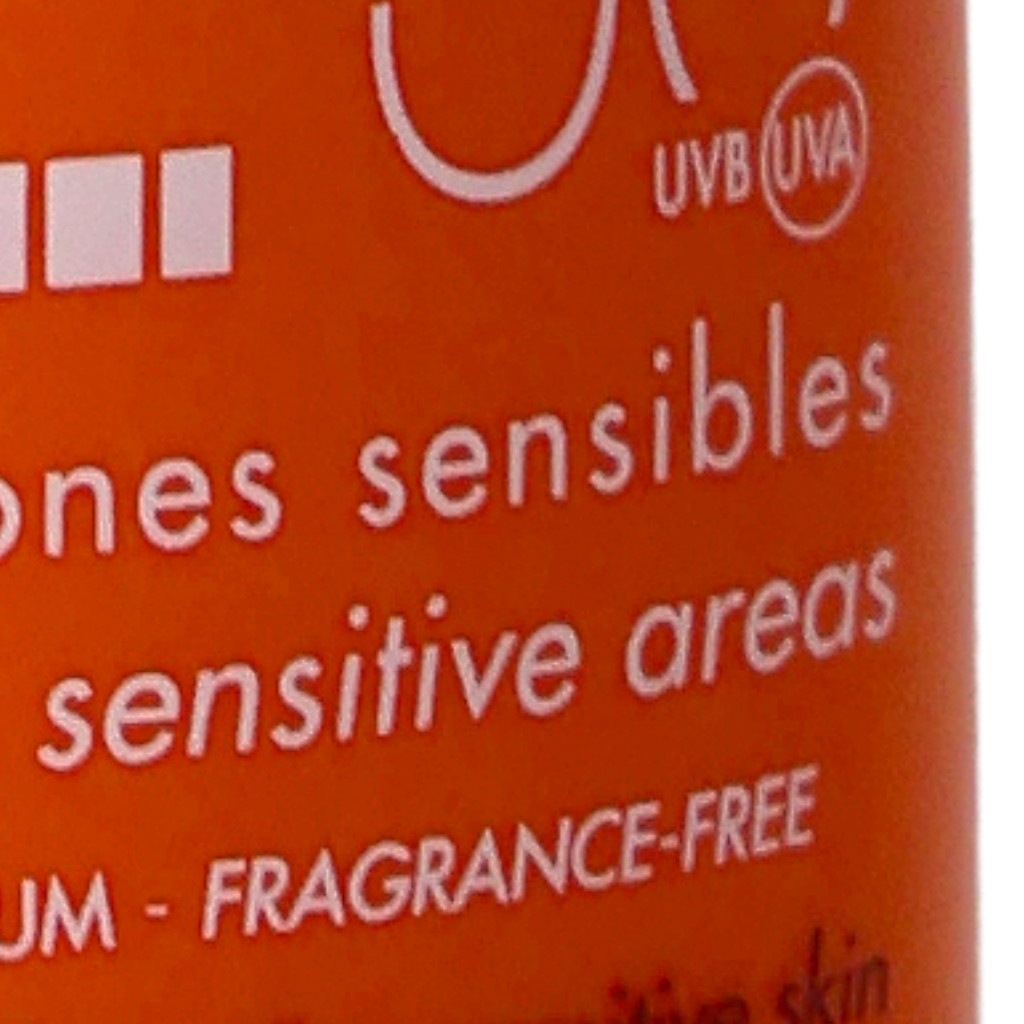 UVB UVA
ones sensibles
sensitive areas
UM - FRAGRANCE-FREE
skin